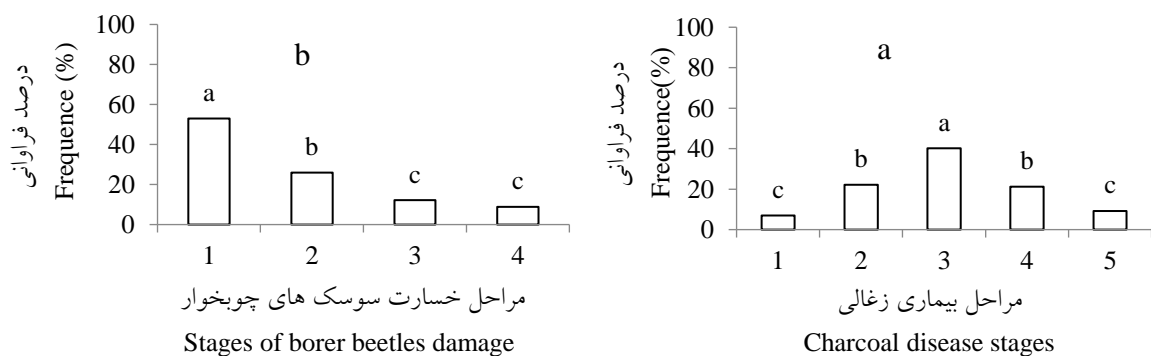 100
80
60
40
20
0
درصد فراوانی
Frequence (%)
b
a
b
c
c
1 2 3 4
مراحل خسارت سوسک های چوبخوار
Stages of borer beetles damage
100
80
60
40
20
0
درصد فراوانی
Frequence(%)
a
c
b
a
b
c
1 2 3 4 5
مراحل بیماری زغالی
Charcoal disease stages